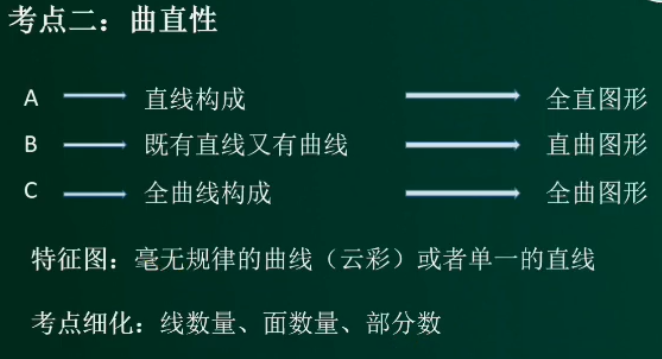 考点二：曲直性
A 直线构成 全直图形
B 既有直线又有曲线 直曲图形
C 全曲线构成 全曲图形
特征图：毫无规律的曲线（云彩）或者单一的直线
考点细化：线数量、面数量、部分数